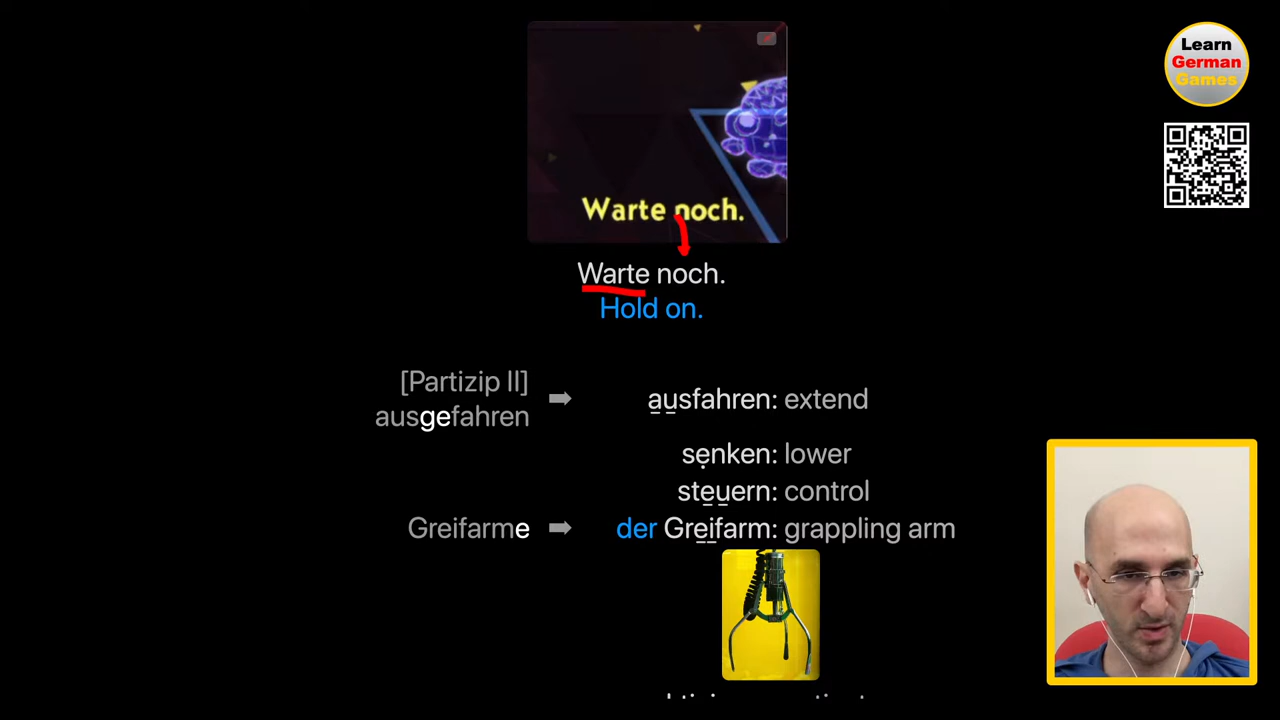 Learn
German
Games
Warte noch.
Warte noch.
Hold on.
[Partizip II]
ausgefahren
ausfahren: extend
senken: lower
steuern: control
Greifarme
der Greifarm: grappling arm